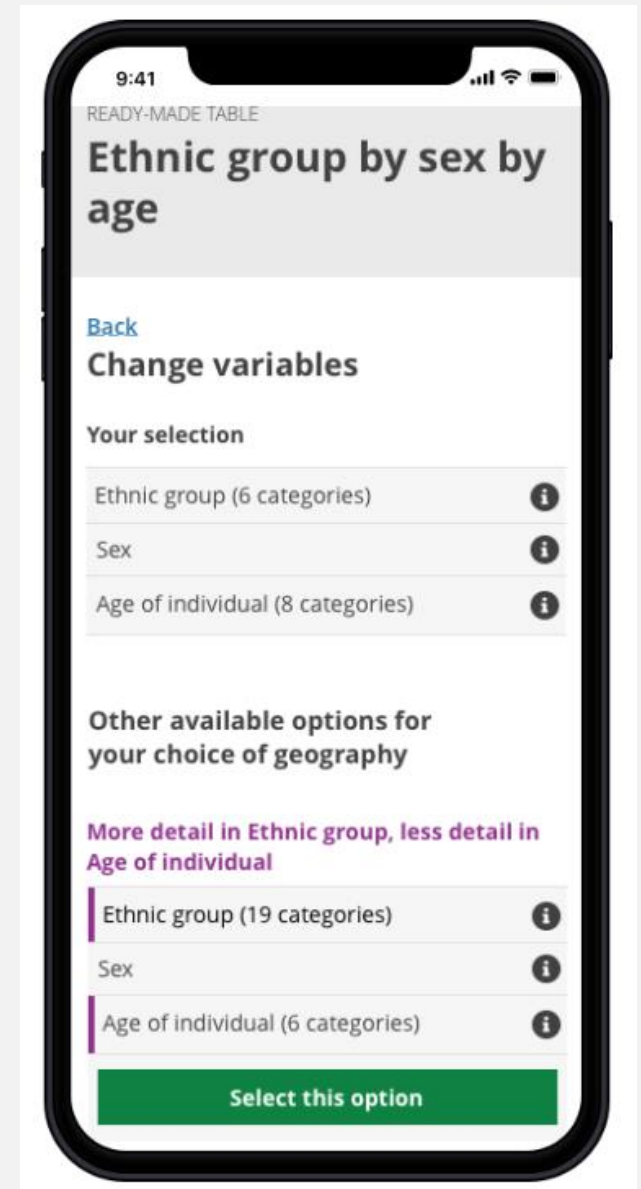 9:41
READY-MADE TABLE
Ethnic group by sex by
age
Back
Change variables
Your selection
Ethnic group (6 categories)
Sex
Age of individual (8 categories)
Other available options for
your choice of geography
More detail in Ethnic group, less detail in
Age of individual
Ethnic group (19 categories)
Sex
Age of individual (6 categories)
Select this option